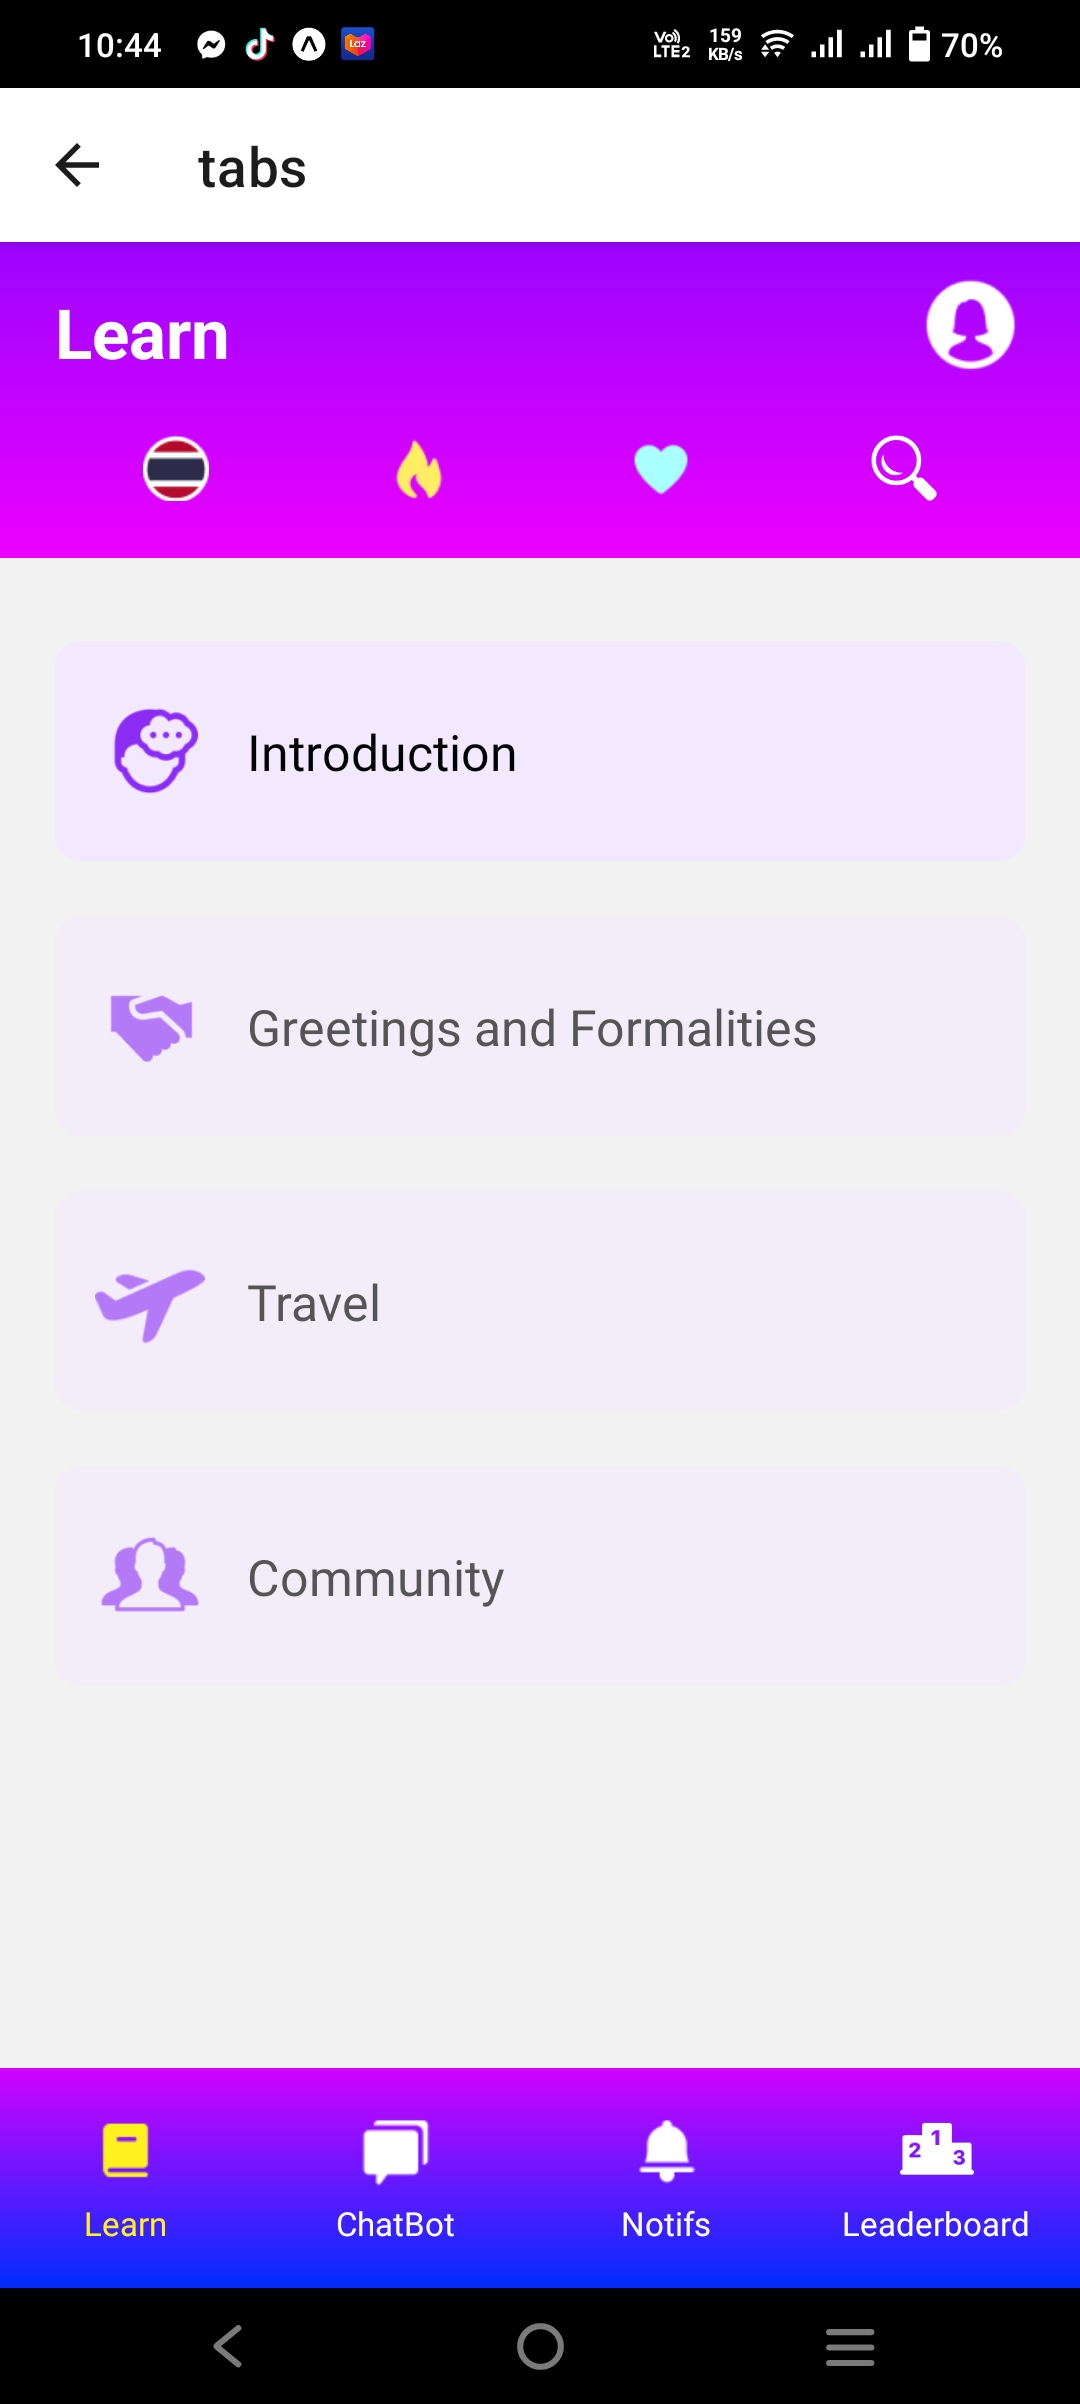 10:44
Laz
Vo) LTE2
159 KB/s
70%
tabs
Learn
Introduction
Greetings and Formalities
Travel
Community
2 1 3
Learn
ChatBot
Notifs
Leaderboard